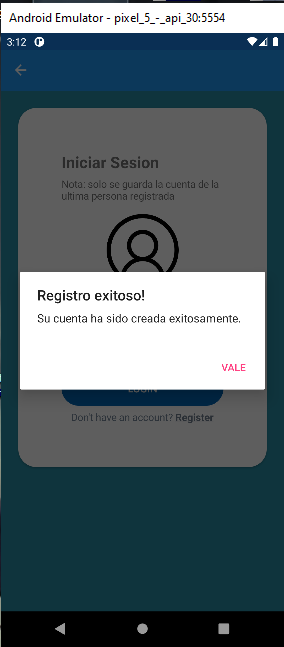 Android Emulator - pixel_5_-_api_30:5554
3:12
Iniciar Sesion
Nota: solo se guarda la cuenta de la
ultima persona registrada
Registro exitoso!
Su cuenta ha sido creada exitosamente.
VALE
Don't have an account? Register